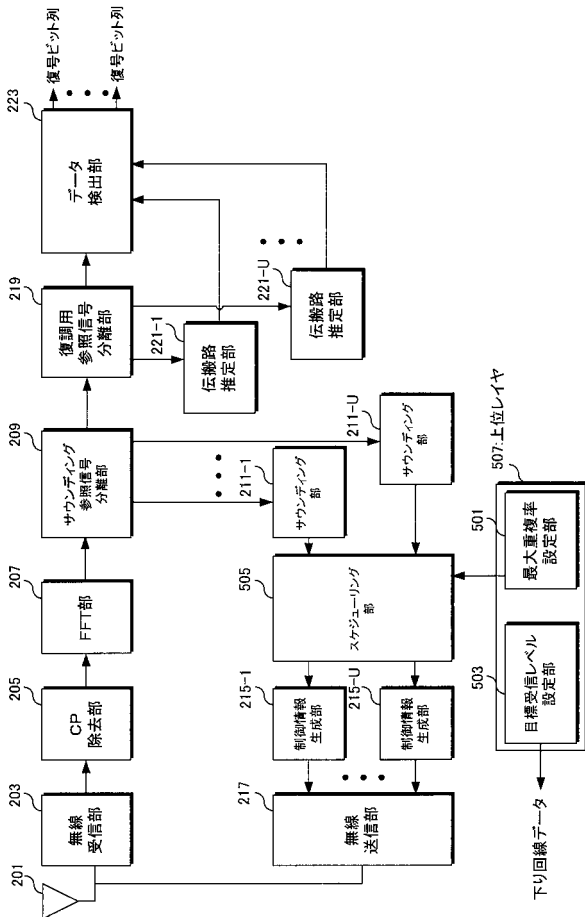 201
203
無線
受信部
205
CP
除去部
207
FFT部
209
サウンディング
参照信号
分離部
219
復調用
参照信号
分離部
223
データ
検出部
復号ビット列
復号ビット列
221-1
伝搬路
推定部
221-U
伝搬路
推定部
211-1
サウンディング
部
211-U
サウンディング
部
505
スケジューリング
部
215-1
制御情報
生成部
215-U
制御情報
生成部
217
無線
送信部
507:上位レイヤ
501
最大重複率
設定部
503
目標受信レベル
設定部
下り回線データ